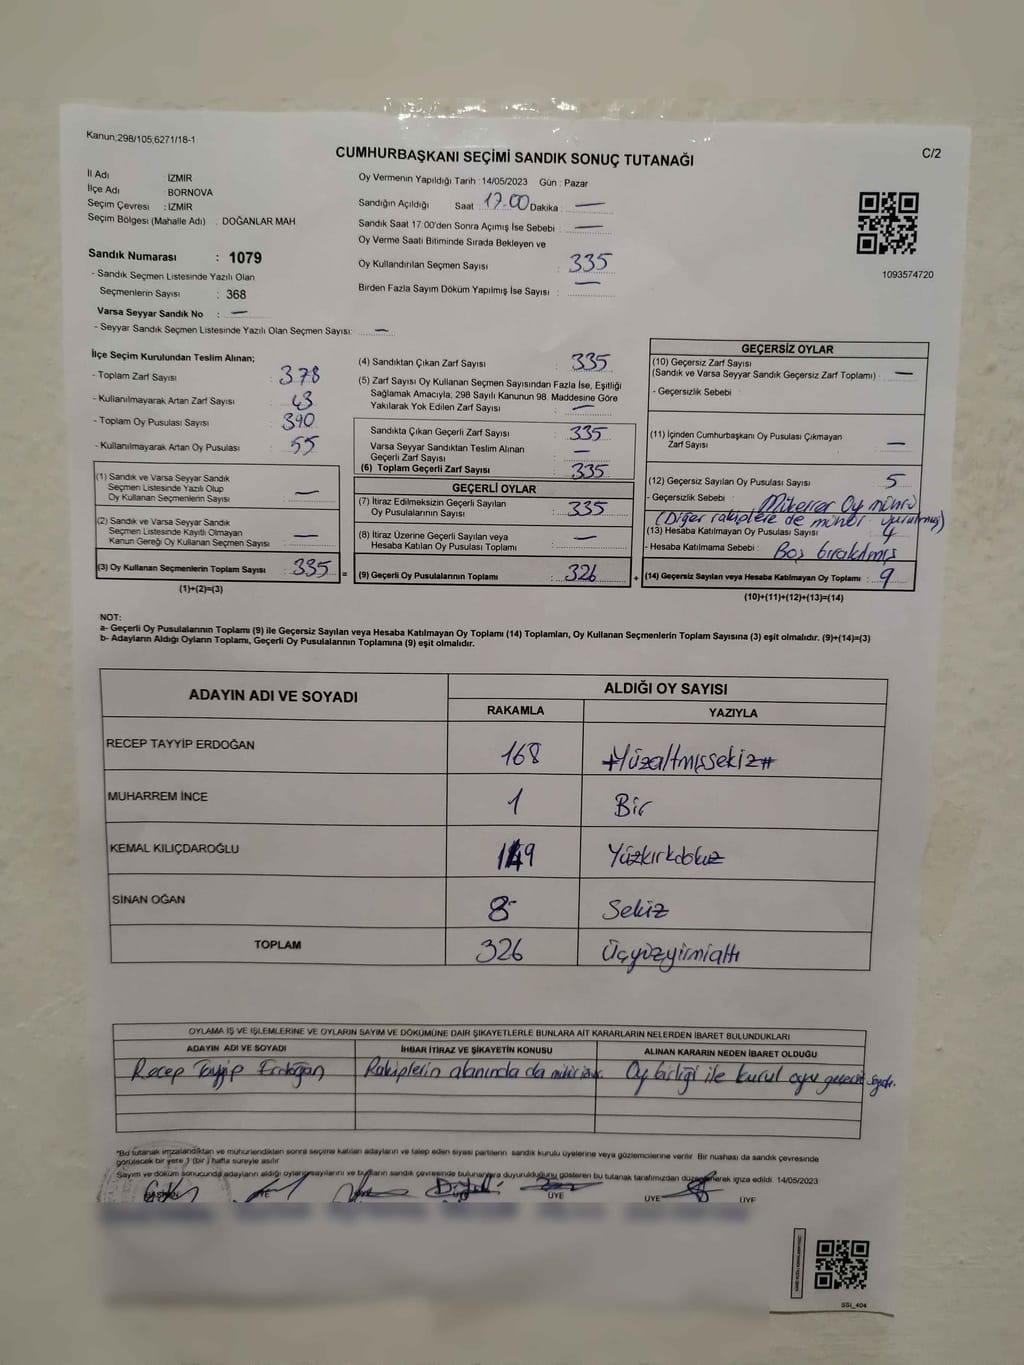 Kanun:298/105,6271/18-1
CUMHURBAŞKANI SEÇİMİ SANDIK SONUÇ TUTANAĞI
C/2
İl Adı : İZMİR
İlçe Adı : BORNOVA
Seçim Çevresi : İZMİR
Seçim Bölgesi (Mahalle Adı) : DOĞANLAR MAH
Oy Vermenin Yapıldığı Tarih : 14/05/2023 Gün : Pazar
Sandığın Açıldığı Saat : 17.00 Dakika : —
Sandık Saat 17:00'den Sonra Açımış İse Sebebi : —
Oy Verme Saati Bitiminde Sırada Bekleyen ve
Oy Kullandırılan Seçmen Sayısı : 335
Birden Fazla Sayım Döküm Yapılmış İse Sayısı : —
1093574720
Sandık Numarası : 1079
- Sandık Seçmen Listesinde Yazılı Olan
Seçmenlerin Sayısı : 368
Varsa Seyyar Sandık No : —
- Seyyar Sandık Seçmen Listesinde Yazılı Olan Seçmen Sayısı: —
İlçe Seçim Kurulundan Teslim Alınan;
- Toplam Zarf Sayısı : 378
- Kullanılmayarak Artan Zarf Sayısı : 43
- Toplam Oy Pusulası Sayısı : 390
- Kullanılmayarak Artan Oy Pusulası : 55
(1) Sandık ve Varsa Seyyar Sandık
Seçmen Listesinde Yazılı Olup
Oy Kullanan Seçmenlerin Sayısı : —
(2) Sandık ve Varsa Seyyar Sandık
Seçmen Listesinde Kayıtlı Olmayan
Kanun Gereği Oy Kullanan Seçmen Sayısı : —
(3) Oy Kullanan Seçmenlerin Toplam Sayısı : 335 =
(1)+(2)=(3)
(4) Sandıktan Çıkan Zarf Sayısı : 335
(5) Zarf Sayısı Oy Kullanan Seçmen Sayısından Fazla İse, Eşitliği
Sağlamak Amacıyla, 298 Sayılı Kanunun 98. Maddesine Göre
Yakılarak Yok Edilen Zarf Sayısı : —
Sandıkta Çıkan Geçerli Zarf Sayısı : 335
Varsa Seyyar Sandıktan Teslim Alınan
Geçerli Zarf Sayısı : —
(6) Toplam Geçerli Zarf Sayısı : 335
GEÇERLİ OYLAR
(7) İtiraz Edilmeksizin Geçerli Sayılan
Oy Pusulalarının Sayısı : 335
(8) İtiraz Üzerine Geçerli Sayılan veya
Hesaba Katılan Oy Pusulası Toplamı : —
(9) Geçerli Oy Pusulalarının Toplamı : 326 +
GEÇERSİZ OYLAR
(10) Geçersiz Zarf Sayısı
(Sandık ve Varsa Seyyar Sandık Geçersiz Zarf Toplamı) : —
- Geçersizlik Sebebi
(11) İçinden Cumhurbaşkanı Oy Pusulası Çıkmayan
Zarf Sayısı : —
(12) Geçersiz Sayılan Oy Pusulası Sayısı : 5
- Geçersizlik Sebebi : Mükerrer Oy mührü
(Diğer rakiplere de mühür vurulmuş)
(13) Hesaba Katılmayan Oy Pusulası Sayısı : 4
- Hesaba Katılmama Sebebi : Boş bırakılmış
(14) Geçersiz Sayılan veya Hesaba Katılmayan Oy Toplamı : 9
(10)+(11)+(12)+(13)=(14)
NOT:
a- Geçerli Oy Pusulalarının Toplamı (9) ile Geçersiz Sayılan veya Hesaba Katılmayan Oy Toplamı (14) Toplamları, Oy Kullanan Seçmenlerin Toplam Sayısına (3) eşit olmalıdır. (9)+(14)=(3)
b- Adayların Aldığı Oyların Toplamı, Geçerli Oy Pusulalarının Toplamına (9) eşit olmalıdır.
ADAYIN ADI VE SOYADI
ALDIĞI OY SAYISI
RAKAMLA YAZIYLA
RECEP TAYYİP ERDOĞAN 168 #Yüzaltmışsekiz#
MUHARREM İNCE 1 Bir
KEMAL KILIÇDAROĞLU 149 Yüzkırkdokuz
SİNAN OĞAN 8 Sekiz
TOPLAM 326 Üçyüzyirmialtı
OYLAMA İŞ VE İŞLEMLERİNE VE OYLARIN SAYIM VE DÖKÜMÜNE DAİR ŞİKAYETLERLE BUNLARA AİT KARARLARIN NELERDEN İBARET BULUNDUKLARI
ADAYIN ADI VE SOYADI İHBAR İTİRAZ VE ŞİKAYETİN KONUSU ALINAN KARARIN NEDEN İBARET OLDUĞU
Recep Tayyip Erdoğan Rakiplerin alanında da Oy birliği ile kurul oyu geçersiz
*Bu tutanak imzalandıktan ve mühürlendikten sonra seçime katılan adayların ve talep eden siyasi partilerin sandık kurulu üyelerine veya gözlemcilerine verilir. Bir nushası da sandık çevresinde
görülecek bir yere 1 (bir) hafta süreyle asılır
Sayım ve döküm sonucunda adayların aldığı oyların sayılarını ve bunların sandık çevresinde bulunanlara duyurulduğunu gösteren bu tutanak tarafımızdan düzenlenerek imza edildi. 14/05/2023
ÜYE ÜYE ÜYE
SSİ_404